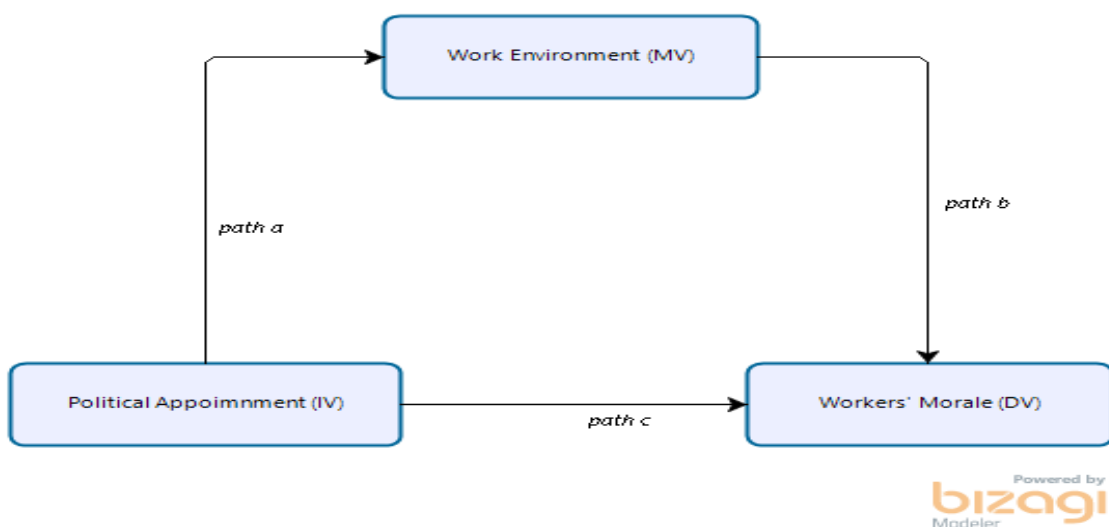 Work Environment (MV)
path a
path b
Political Appoimnment (IV)
path c
Workers' Morale (DV)
Powered by
bizagi
Modeler